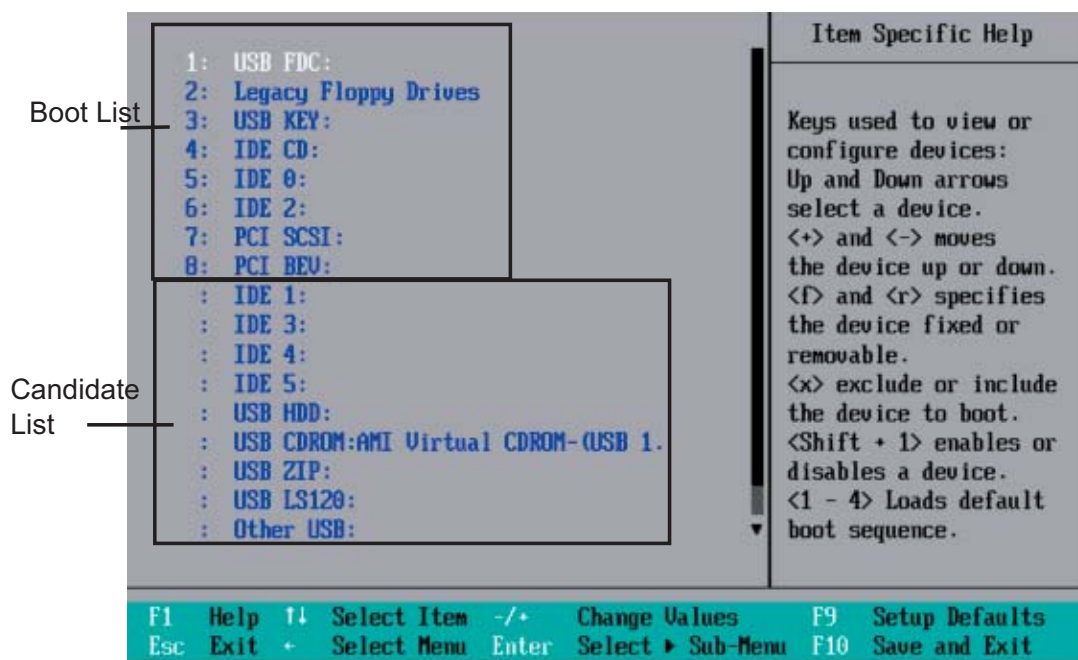 Boot List
Candidate
List
1: USB FDC:
2: Legacy Floppy Drives
3: USB KEY:
4: IDE CD:
5: IDE 0:
6: IDE 2:
7: PCI SCSI:
8: PCI BEV:
: IDE 1:
: IDE 3:
: IDE 4:
: IDE 5:
: USB HDD:
: USB CDROM:AMI Virtual CDROM-(USB 1.
: USB ZIP:
: USB LS120:
: Other USB:
Item Specific Help
Keys used to view or
configure devices:
Up and Down arrows
select a device.
<+> and <-> moves
the device up or down.
<f> and <r> specifies
the device fixed or
removable.
<x> exclude or include
the device to boot.
<Shift + 1> enables or
disables a device.
<1 - 4> Loads default
boot sequence.
F1 Help ↑↓ Select Item -/+ Change Values F9 Setup Defaults
Esc Exit ← Select Menu Enter Select ▶ Sub-Menu F10 Save and Exit